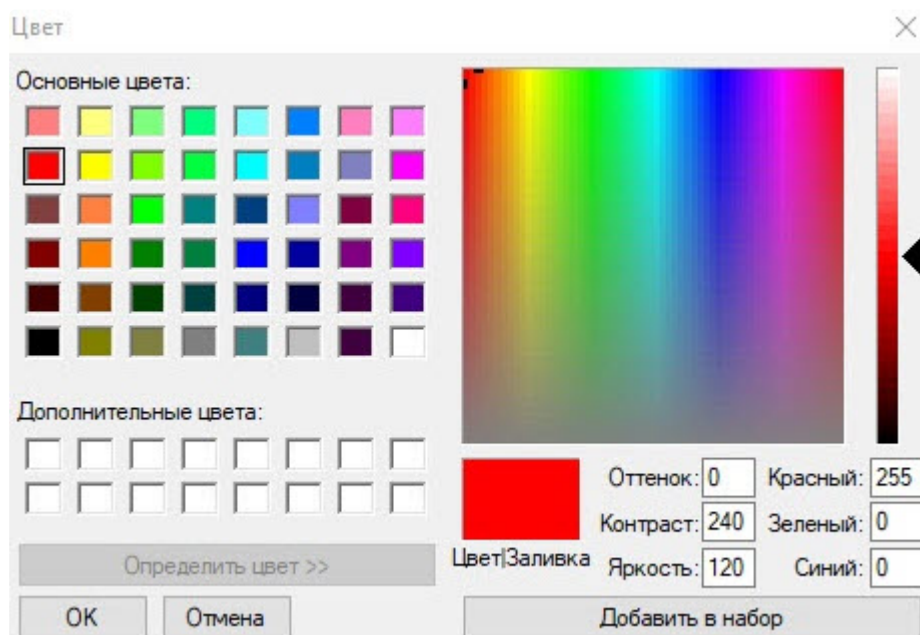 Цвет
Основные цвета:
Дополнительные цвета:
Определить цвет >>
OK
Отмена
Цвет|Заливка
Оттенок: 0
Контраст: 240
Яркость: 120
Красный: 255
Зеленый: 0
Синий: 0
Добавить в набор